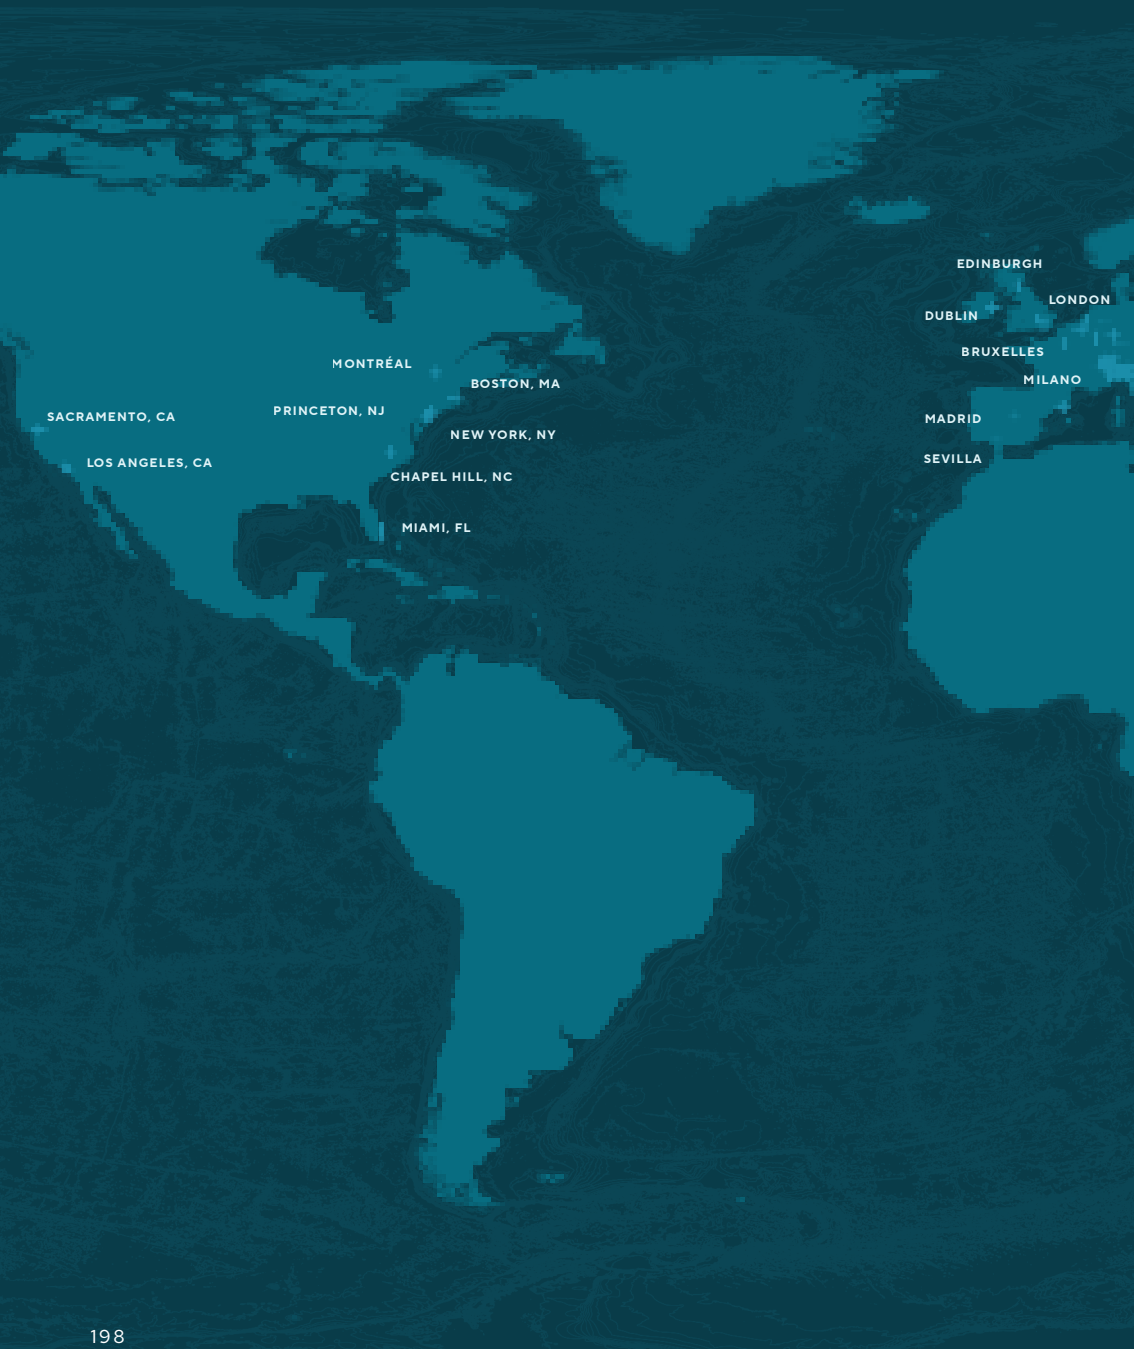 EDINBURGH
LONDON
DUBLIN
BRUXELLES
MONTRÉAL
MILANO
BOSTON, MA
PRINCETON, NJ
SACRAMENTO, CA
MADRID
NEW YORK, NY
SEVILLA
LOS ANGELES, CA
CHAPEL HILL, NC
MIAMI, FL
198